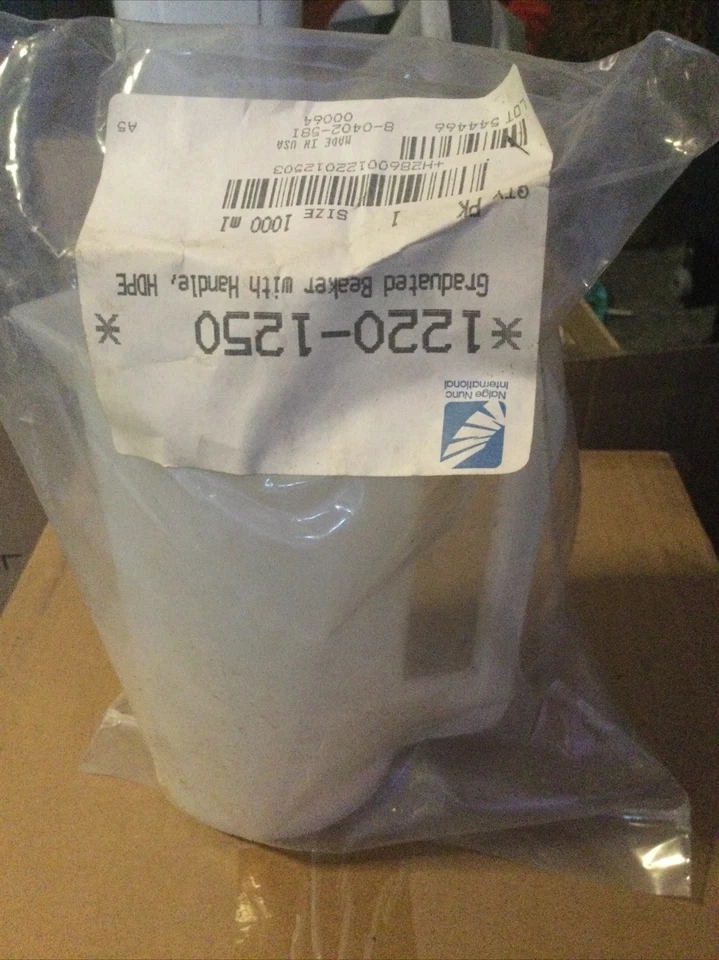 Nalge Nunc
International
*1220-1250 *
Graduated Beaker with Handle, HDPE
QTY PK 1 SIZE 1000 ml
+H28600122012503
MADE IN USA
LOT 544466 8-0402-581 A5
00064